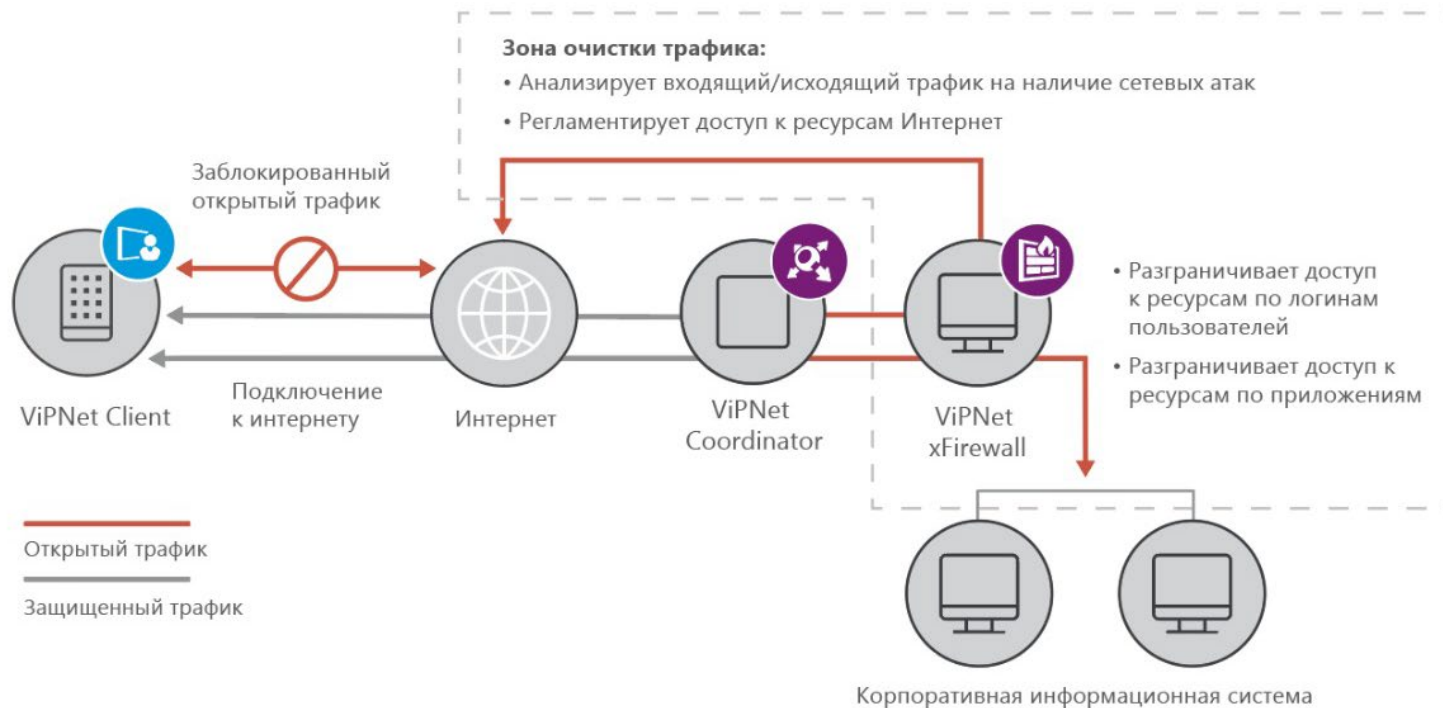 Зона очистки трафика:
• Анализирует входящий/исходящий трафик на наличие сетевых атак
• Регламентирует доступ к ресурсам Интернет
Заблокированный
открытый трафик
• Разграничивает доступ
к ресурсам по логинам
пользователей
• Разграничивает доступ к
ресурсам по приложениям
ViPNet Client
Подключение
к интернету
Интернет
ViPNet
Coordinator
ViPNet
xFirewall
Открытый трафик
Защищенный трафик
Корпоративная информационная система